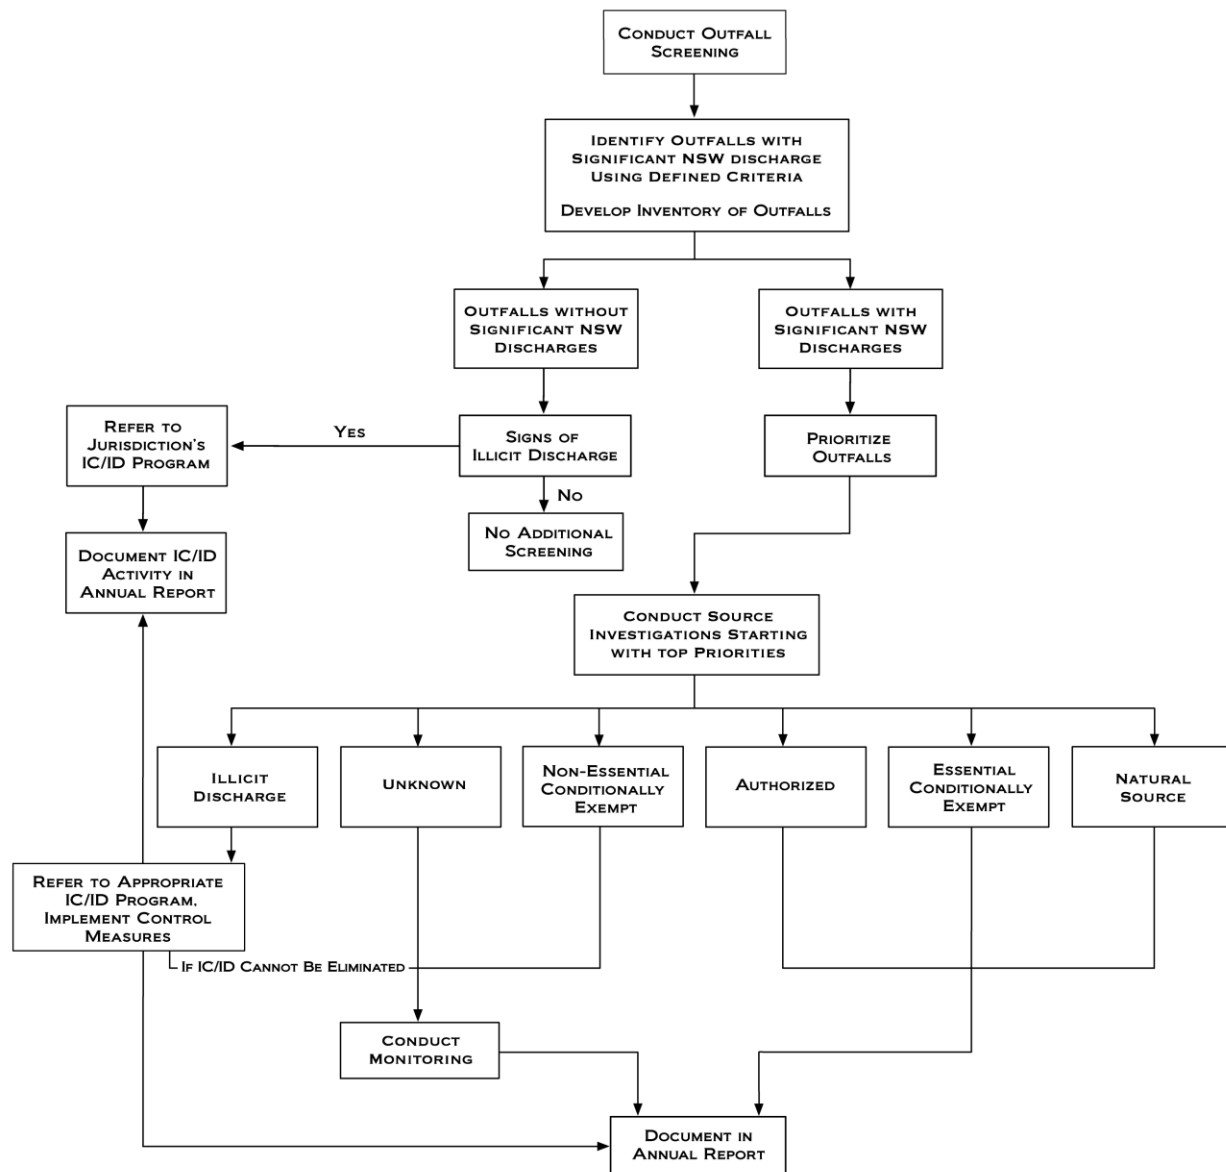 Conduct Outfall
Screening
Identify Outfalls with
Significant NSW discharge
Using Defined Criteria
Develop Inventory of Outfalls
Outfalls without
Significant NSW
Discharges
Outfalls with
Significant NSW
Discharges
Refer to
Jurisdiction's
IC/ID Program
Yes
Signs of
Illicit Discharge
Prioritize
Outfalls
No
No Additional
Screening
Document IC/ID
Activity in
Annual Report
Conduct Source
Investigations Starting
with top Priorities
Illicit
Discharge
Unknown
Non-Essential
Conditionally
Exempt
Authorized
Essential
Conditionally
Exempt
Natural
Source
Refer to Appropriate
IC/ID Program,
Implement Control
Measures
If IC/ID Cannot Be Eliminated
Conduct
Monitoring
Document in
Annual Report